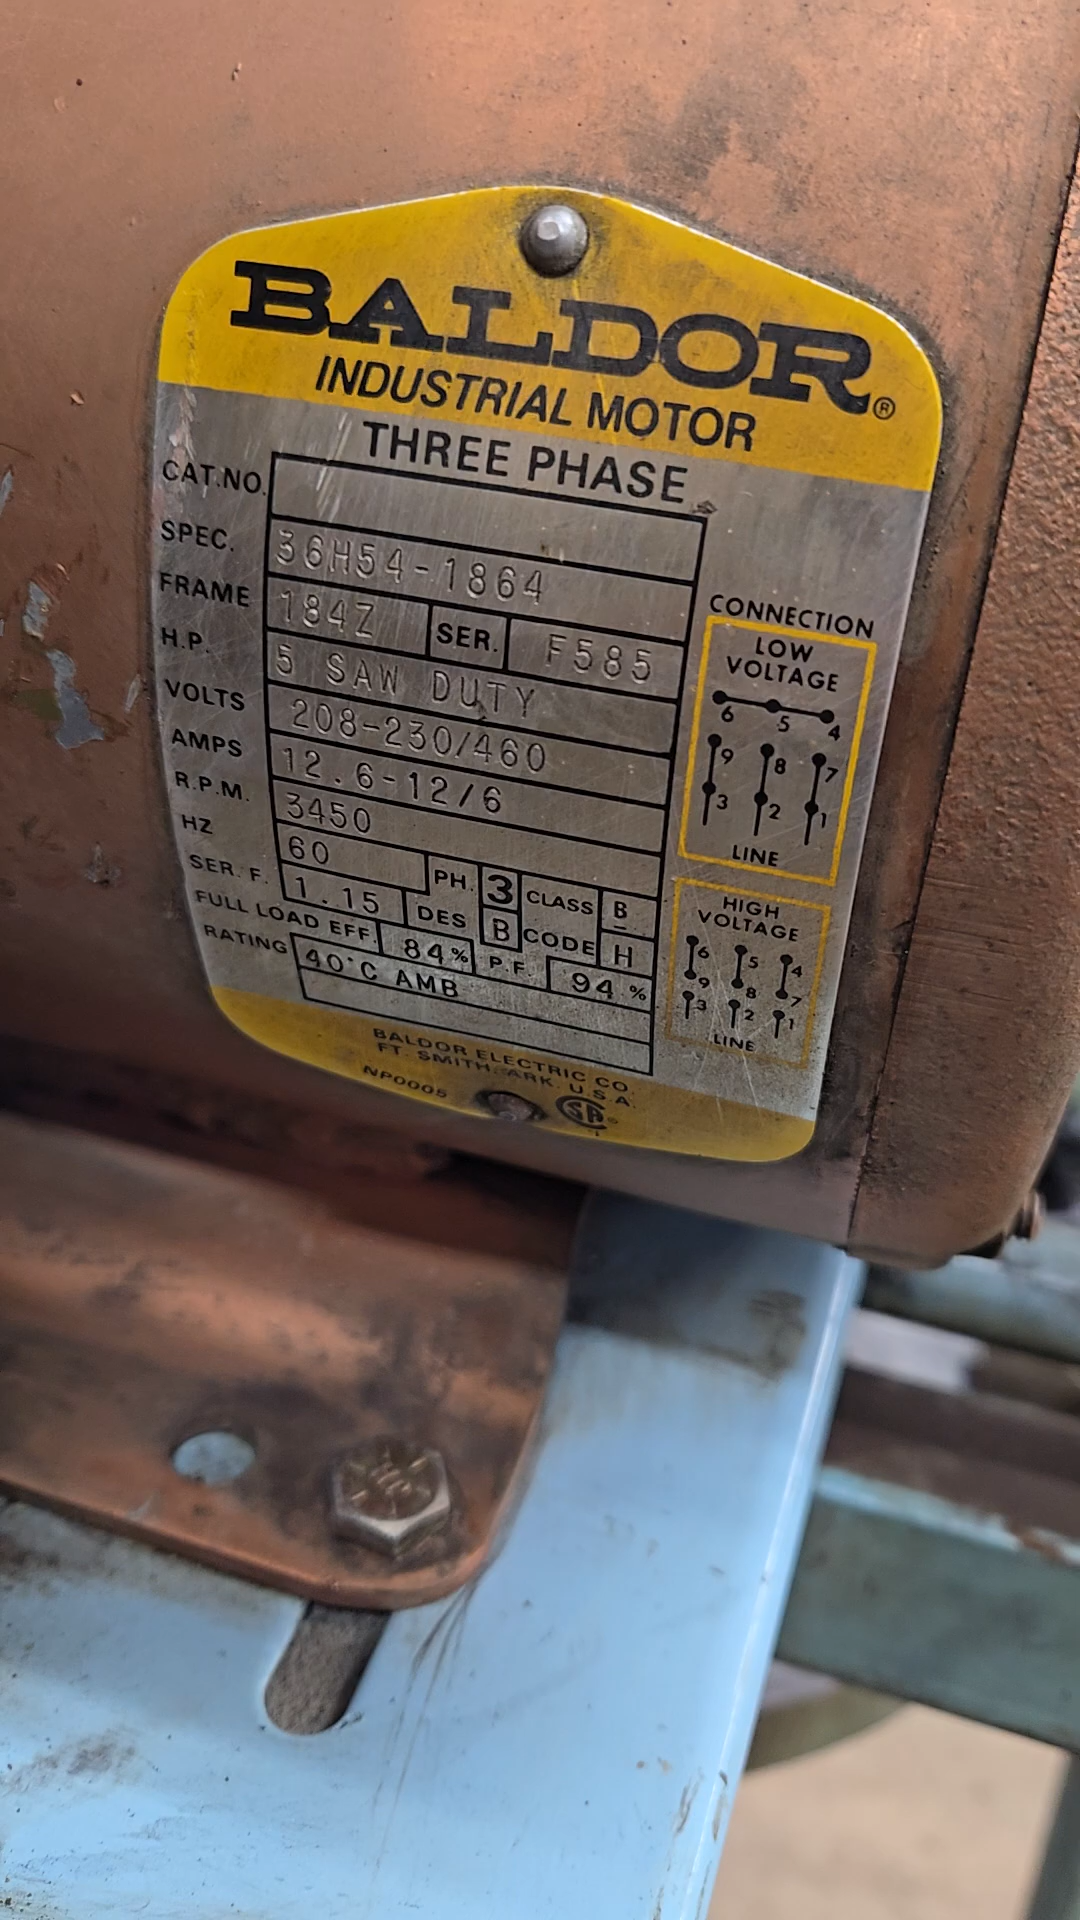 BALDOR®
INDUSTRIAL MOTOR
THREE PHASE
CAT.NO.
SPEC. 36H54-1864
FRAME 184Z SER. F585
H.P. 5 SAW DUTY
VOLTS 208-230/460
AMPS 12.6-12/6
R.P.M. 3450
HZ 60 PH. 3 CLASS B
SER. F. 1.15 DES B CODE H
FULL LOAD EFF. 84% P.F. 94%
RATING 40°C AMB
CONNECTION
LOW
VOLTAGE
6 5 4
9 8 7
3 2 1
LINE
HIGH
VOLTAGE
6 5 4
9 8 7
3 2 1
LINE
BALDOR ELECTRIC CO.
FT. SMITH, ARK. U.S.A.
NP0005 SA®